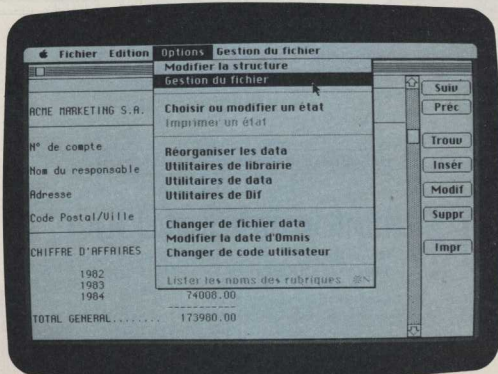 Fichier Edition Options Gestion du fichier
Modifier la structure
Gestion du fichier
Choisir ou modifier un état
Imprimer un état
Réorganiser les data
Utilitaires de librairie
Utilitaires de data
Utilitaires de Dif
Changer de fichier data
Modifier la date d'Omnis
Changer de code utilisateur
Lister les noms des rubriques
ACME MARKETING S.A.
N° de compte
Nom du responsable
Adresse
Code Postal/Ville
CHIFFRE D'AFFAIRES
1982
1983
1984 74008.00
TOTAL GENERAL........ 173980.00
Suiv
Préc
Trouv
Insér
Modif
Suppr
Impr